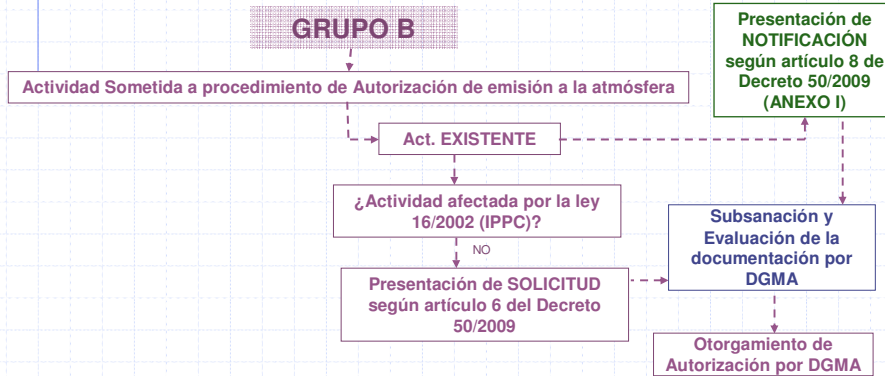 GRUPO B
Presentación de
NOTIFICACIÓN
según artículo 8 del
Decreto 50/2009
(ANEXO I)
Actividad Sometida a procedimiento de Autorización de emisión a la atmósfera
Act. EXISTENTE
¿Actividad afectada por la ley
16/2002 (IPPC)?
NO
Subsanación y
Evaluación de la
documentación por
DGMA
Presentación de SOLICITUD
según artículo 6 del Decreto
50/2009
Otorgamiento de
Autorización por DGMA